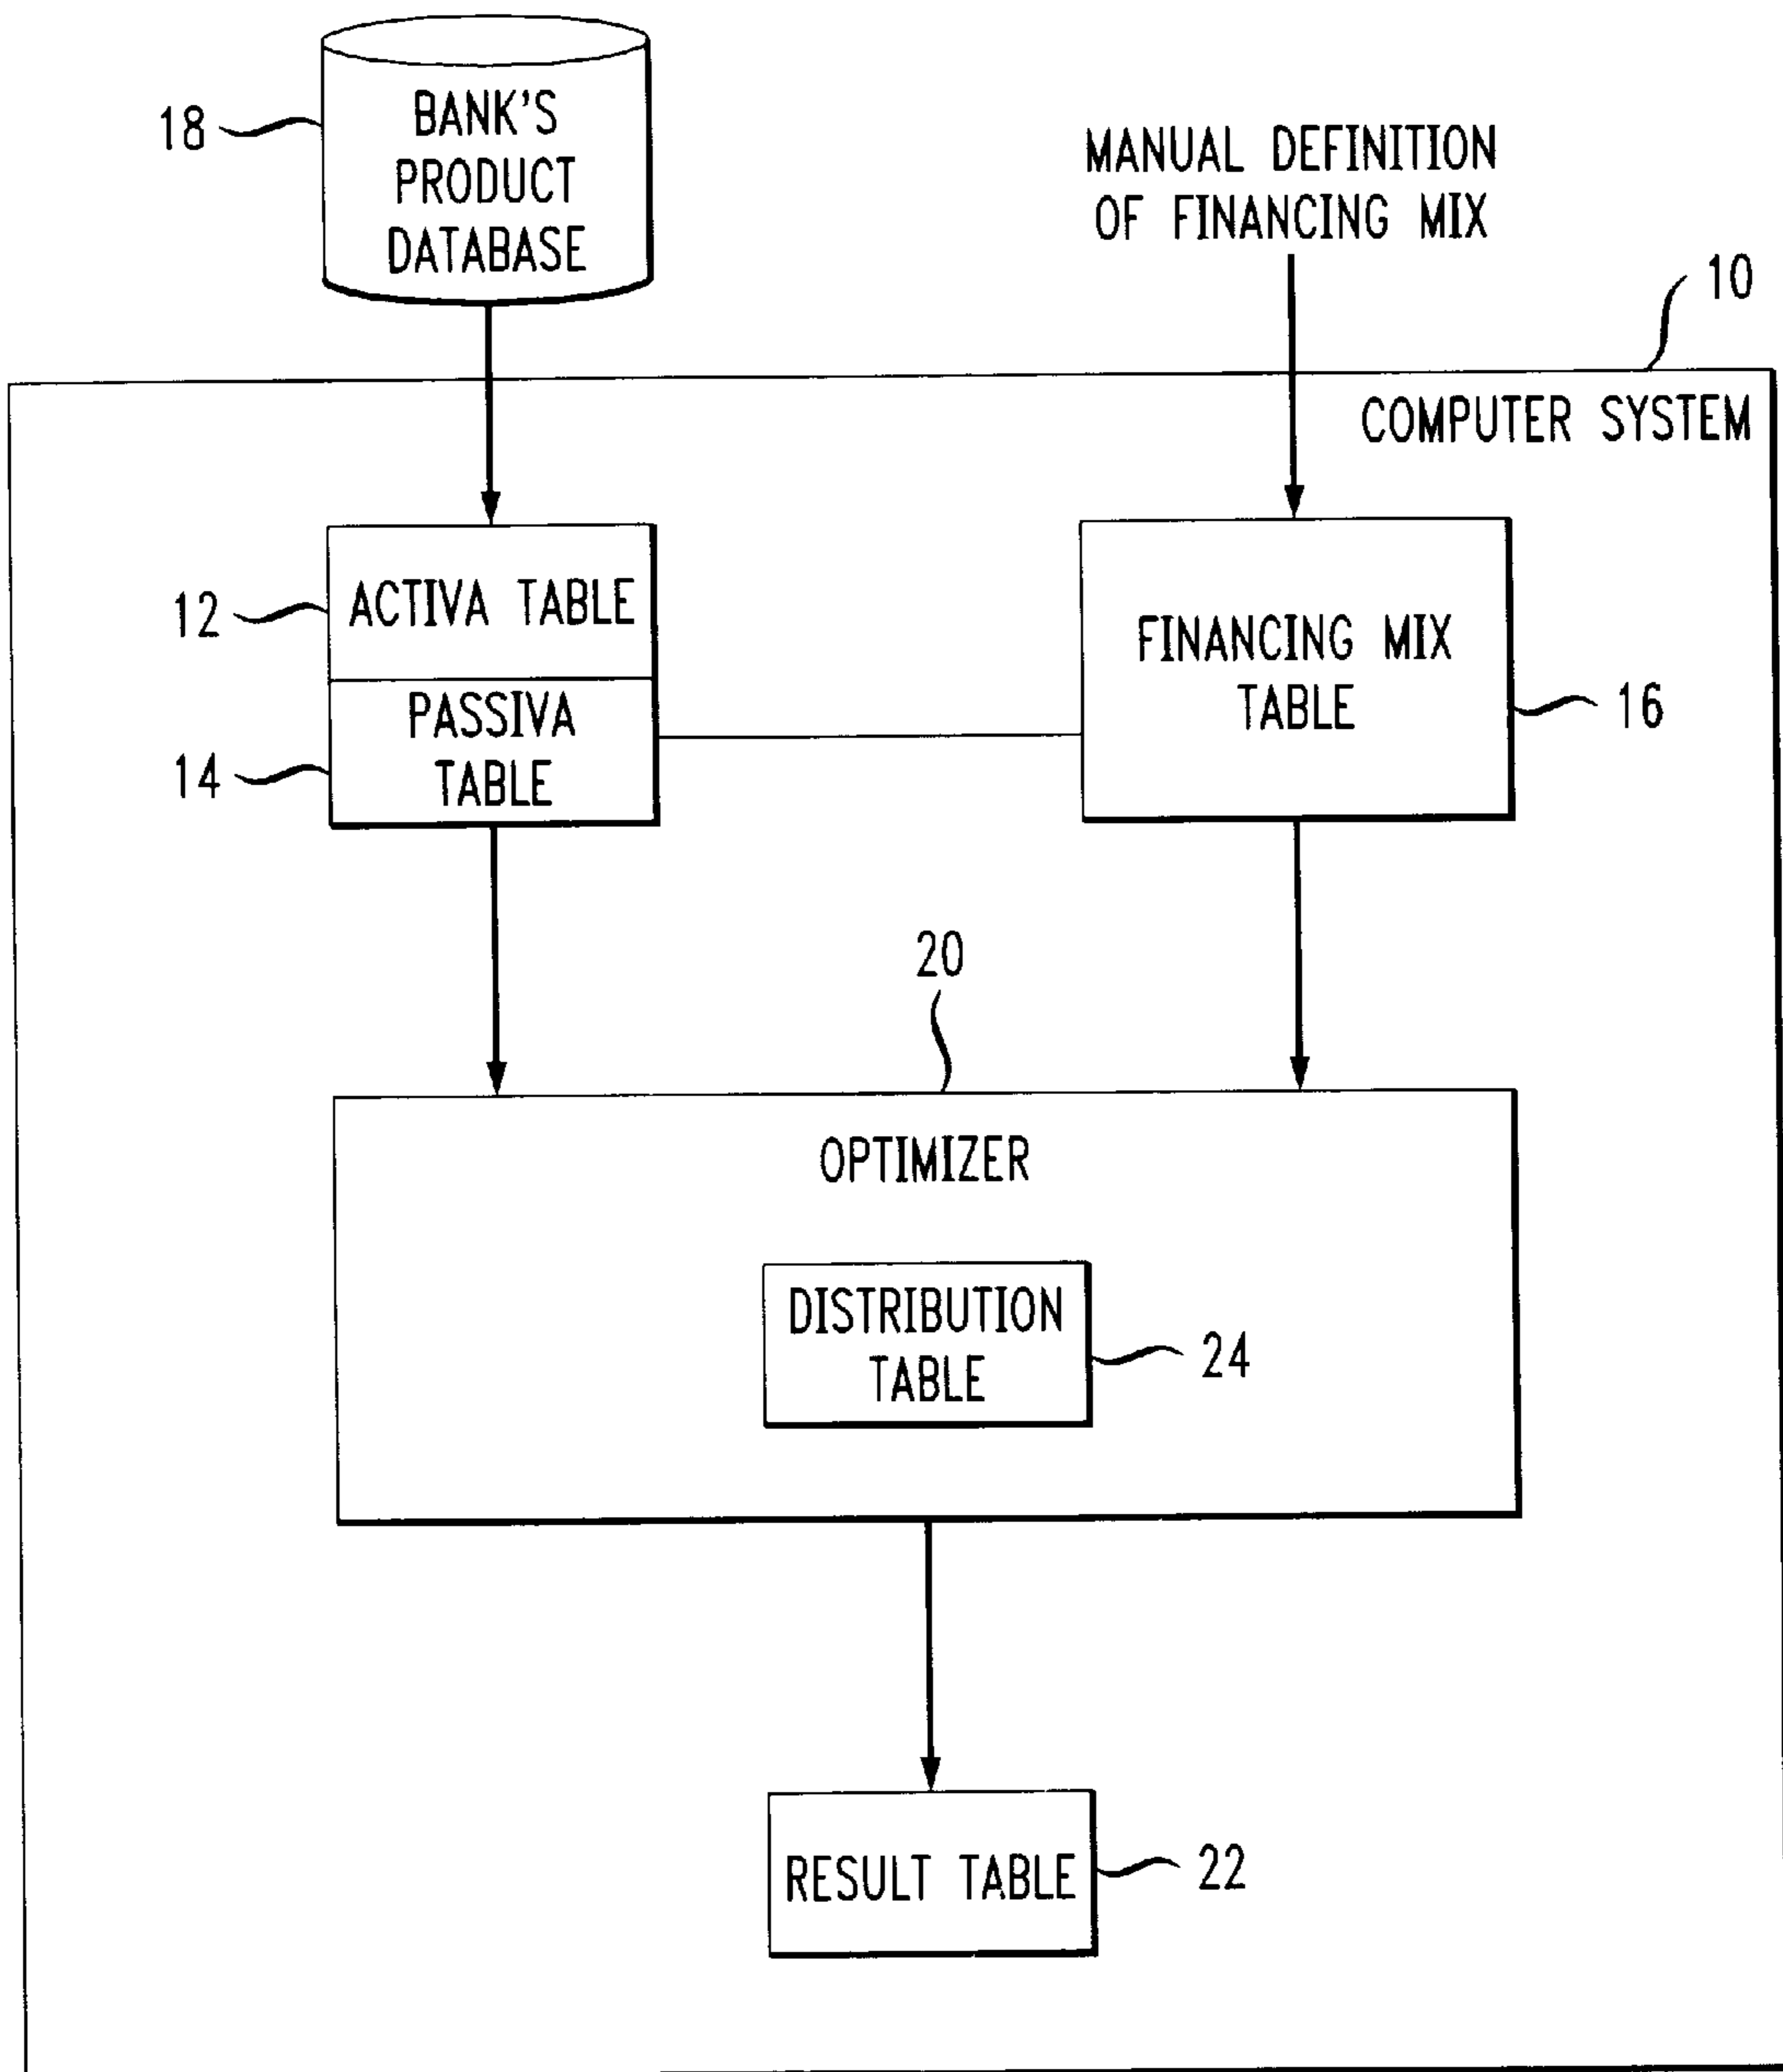 18
BANK'S
PRODUCT
DATABASE
MANUAL DEFINITION
OF FINANCING MIX
10
COMPUTER SYSTEM
12
ACTIVA TABLE
14
PASSIVA
TABLE
FINANCING MIX
TABLE
16
20
OPTIMIZER
DISTRIBUTION
TABLE
24
RESULT TABLE
22